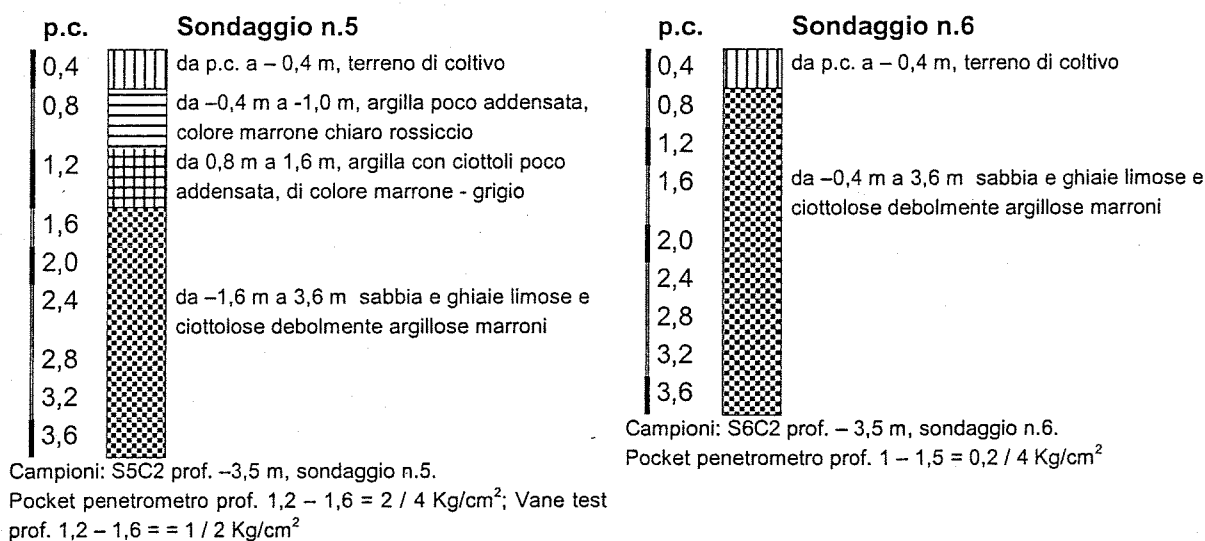 p.c. Sondaggio n.5
0,4 da p.c. a – 0,4 m, terreno di coltivo
0,8 da –0,4 m a -1,0 m, argilla poco addensata,
colore marrone chiaro rossiccio
1,2 da 0,8 m a 1,6 m, argilla con ciottoli poco
addensata, di colore marrone - grigio
1,6
2,0
2,4 da –1,6 m a 3,6 m sabbia e ghiaie limose e
ciottolose debolmente argillose marroni
2,8
3,2
3,6
Campioni: S5C2 prof. –3,5 m, sondaggio n.5.
Pocket penetrometro prof. 1,2 – 1,6 = 2 / 4 Kg/cm²; Vane test
prof. 1,2 – 1,6 = = 1 / 2 Kg/cm²
p.c. Sondaggio n.6
0,4 da p.c. a – 0,4 m, terreno di coltivo
0,8
1,2
1,6 da –0,4 m a 3,6 m sabbia e ghiaie limose e
ciottolose debolmente argillose marroni
2,0
2,4
2,8
3,2
3,6
Campioni: S6C2 prof. – 3,5 m, sondaggio n.6.
Pocket penetrometro prof. 1 – 1,5 = 0,2 / 4 Kg/cm²